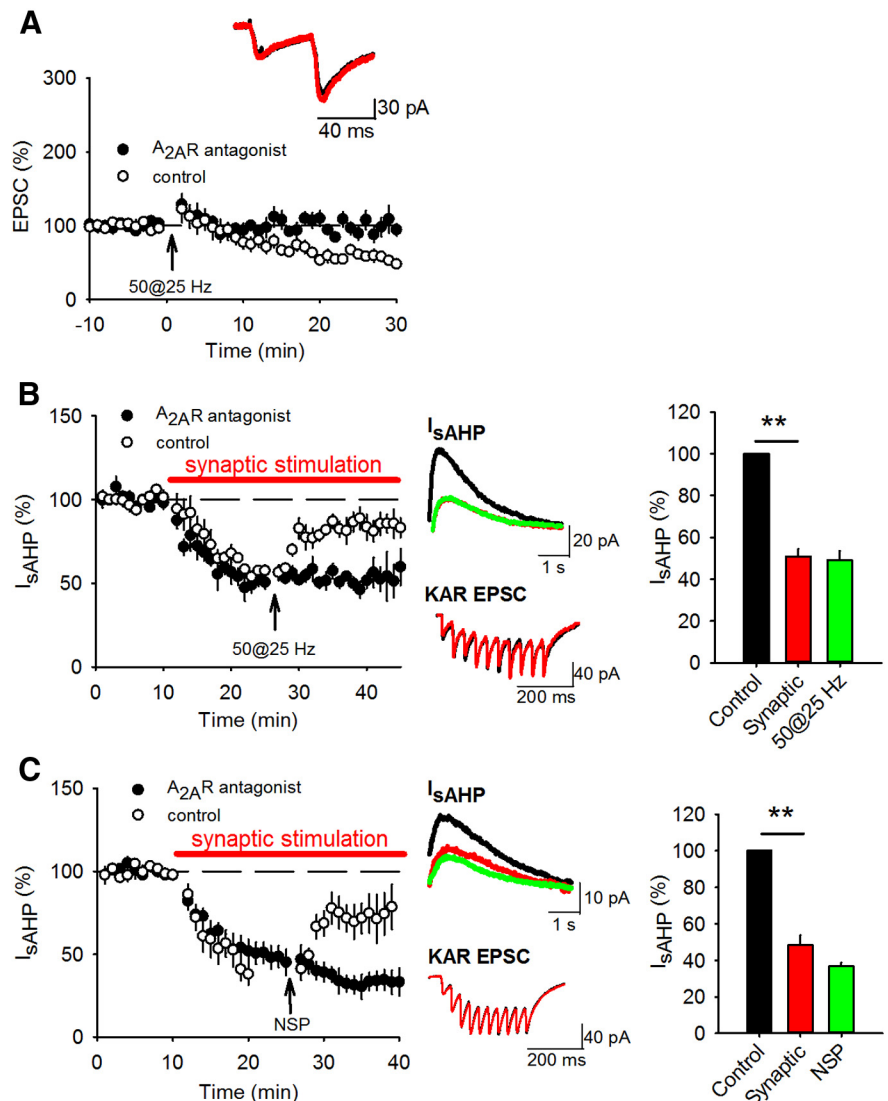 A
300
200
100
0
EPSC (%)
A2AR antagonist
control
30 pA
40 ms
50@25 Hz
-10
0
10
20
30
Time (min)
B
150
100
50
0
IsAHP (%)
A2AR antagonist
control
synaptic stimulation
50@25 Hz
0
10
20
30
40
Time (min)
IsAHP
20 pA
1 s
KAR EPSC
40 pA
200 ms
120
100
80
60
40
20
0
IsAHP (%)
**
Control
Synaptic
50@25 Hz
C
150
100
50
0
IsAHP (%)
A2AR antagonist
control
synaptic stimulation
NSP
0
10
20
30
40
Time (min)
IsAHP
10 pA
1 s
KAR EPSC
40 pA
200 ms
120
100
80
60
40
20
0
IsAHP (%)
**
Control
Synaptic
NSP